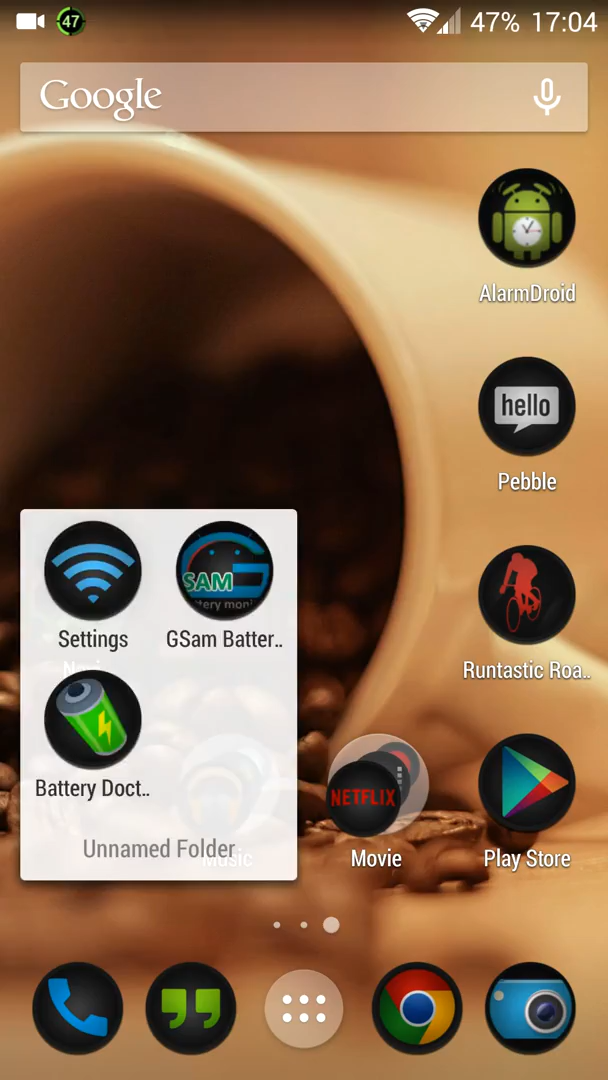 47
47% 17:04
Google
AlarmDroid
hello
Pebble
SAM
Settings
GSam Batter..
Runtastic Roa..
Battery Doct..
NETFLIX
Unnamed Folder
Music
Movie
Play Store